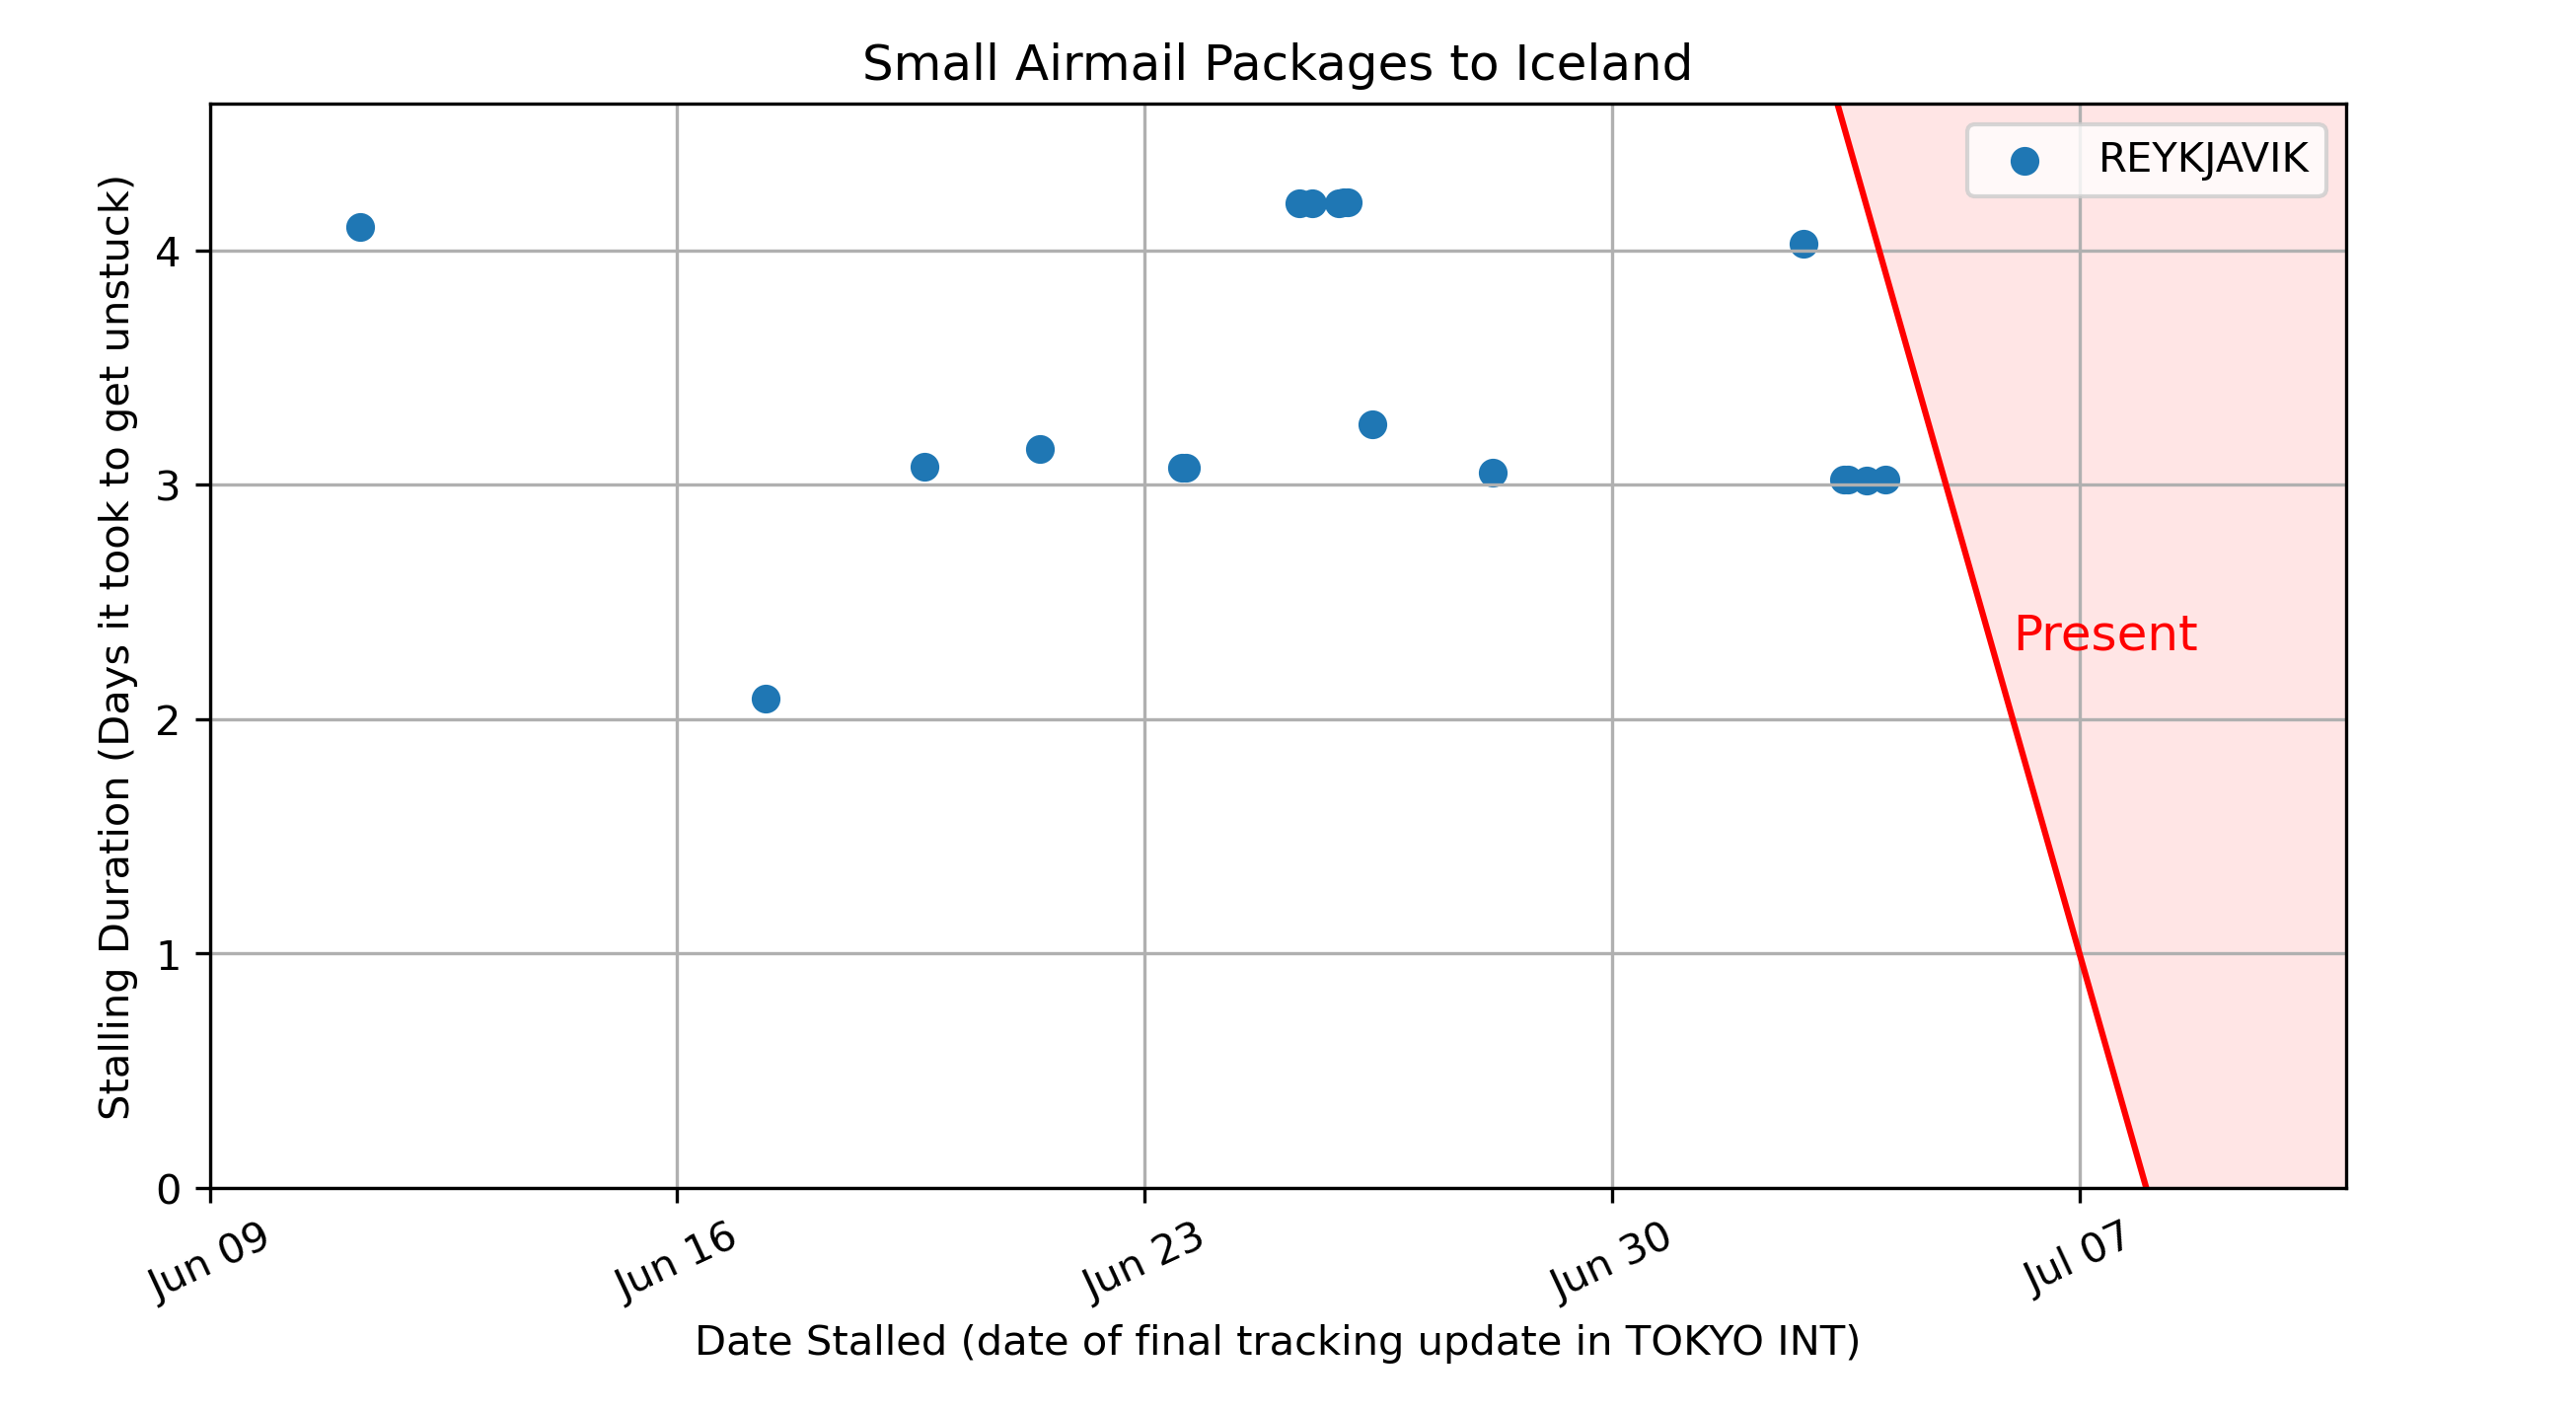 Small Airmail Packages to Iceland
REYKJAVIK
Stalling Duration (Days it took to get unstuck)
4
3
2
1
0
Present
Jun 09
Jun 16
Jun 23
Jun 30
Jul 07
Date Stalled (date of final tracking update in TOKYO INT)